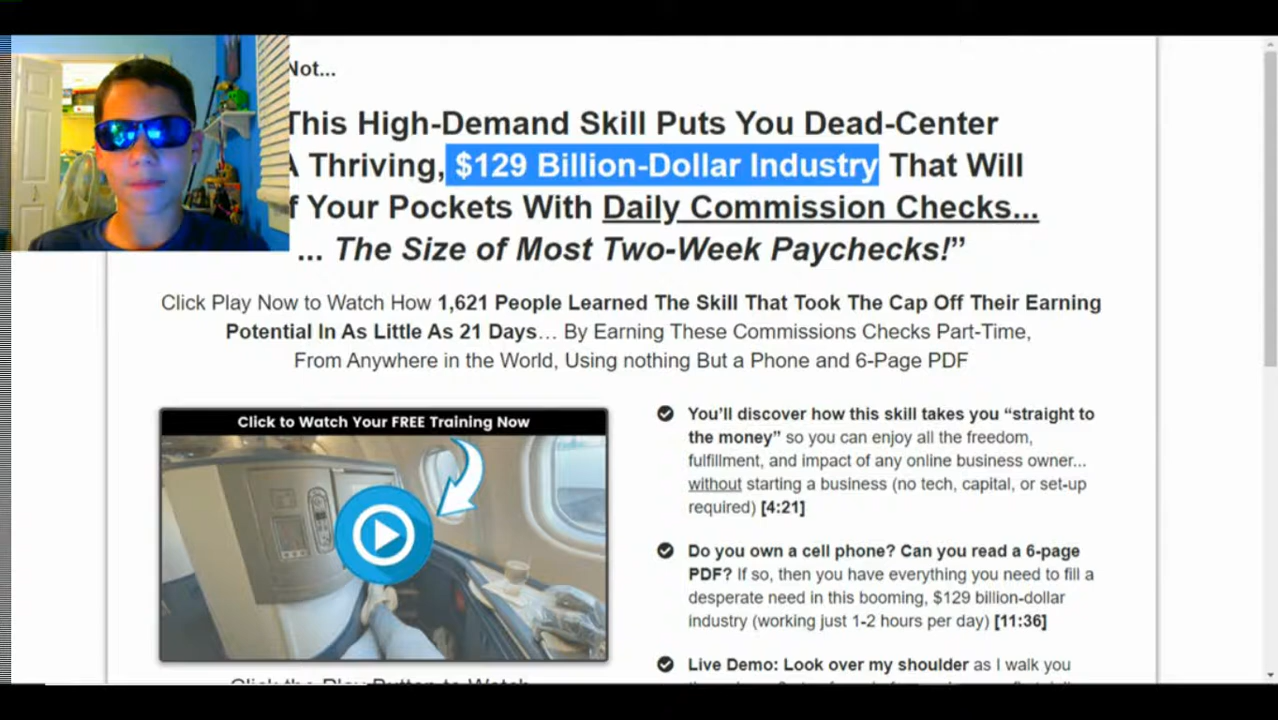 Not...
This High-Demand Skill Puts You Dead-Center
A Thriving, $129 Billion-Dollar Industry That Will
f Your Pockets With Daily Commission Checks...
... The Size of Most Two-Week Paychecks!”
Click Play Now to Watch How 1,621 People Learned The Skill That Took The Cap Off Their Earning
Potential In As Little As 21 Days… By Earning These Commissions Checks Part-Time,
From Anywhere in the World, Using nothing But a Phone and 6-Page PDF
Click to Watch Your FREE Training Now
Click the Play Button to Watch
You’ll discover how this skill takes you “straight to
the money” so you can enjoy all the freedom,
fulfillment, and impact of any online business owner...
without starting a business (no tech, capital, or set-up
required) [4:21]
Do you own a cell phone? Can you read a 6-page
PDF? If so, then you have everything you need to fill a
desperate need in this booming, $129 billion-dollar
industry (working just 1-2 hours per day) [11:36]
Live Demo: Look over my shoulder as I walk you